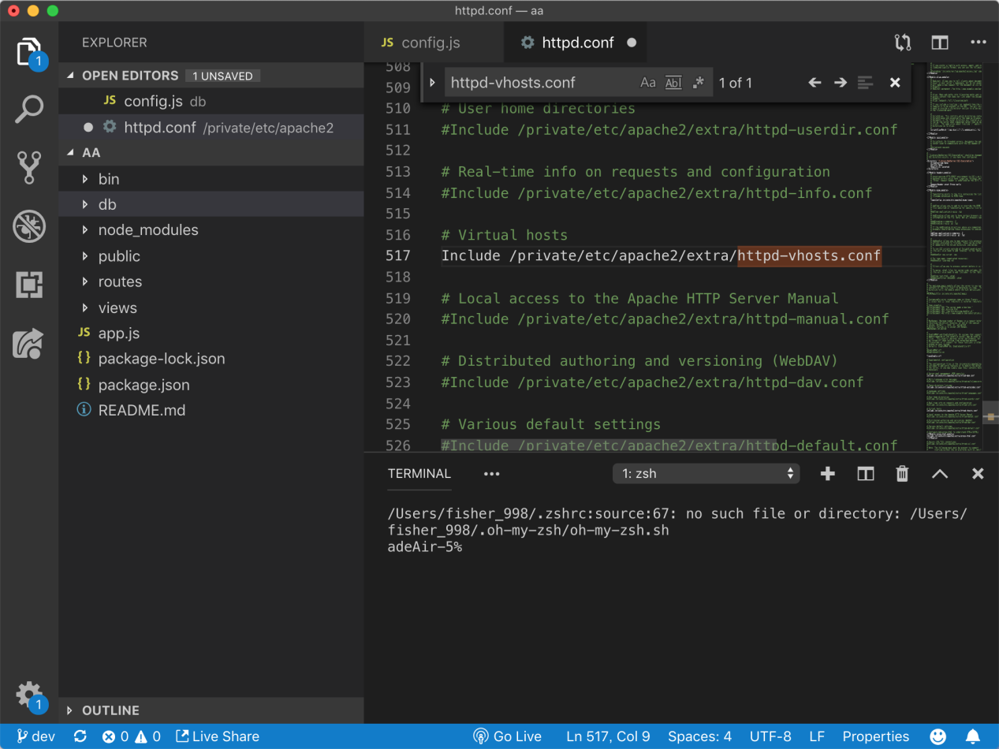 httpd.conf — aa
1
EXPLORER
OPEN EDITORS 1 UNSAVED
JS config.js db
httpd.conf /private/etc/apache2
AA
bin
db
node_modules
public
routes
views
JS app.js
{} package-lock.json
{} package.json
README.md
OUTLINE
1
JS config.js
httpd.conf
httpd-vhosts.conf Aa Abl .* 1 of 1
508
509
510 # User home directories
511 #Include /private/etc/apache2/extra/httpd-userdir.conf
512
513 # Real-time info on requests and configuration
514 #Include /private/etc/apache2/extra/httpd-info.conf
515
516 # Virtual hosts
517 Include /private/etc/apache2/extra/httpd-vhosts.conf
518
519 # Local access to the Apache HTTP Server Manual
520 #Include /private/etc/apache2/extra/httpd-manual.conf
521
522 # Distributed authoring and versioning (WebDAV)
523 #Include /private/etc/apache2/extra/httpd-dav.conf
524
525 # Various default settings
526 #Include /private/etc/apache2/extra/httpd-default.conf
TERMINAL ••• 1: zsh
/Users/fisher_998/.zshrc:source:67: no such file or directory: /Users/
fisher_998/.oh-my-zsh/oh-my-zsh.sh
adeAir-5%
dev 0 0 Live Share Go Live Ln 517, Col 9 Spaces: 4 UTF-8 LF Properties